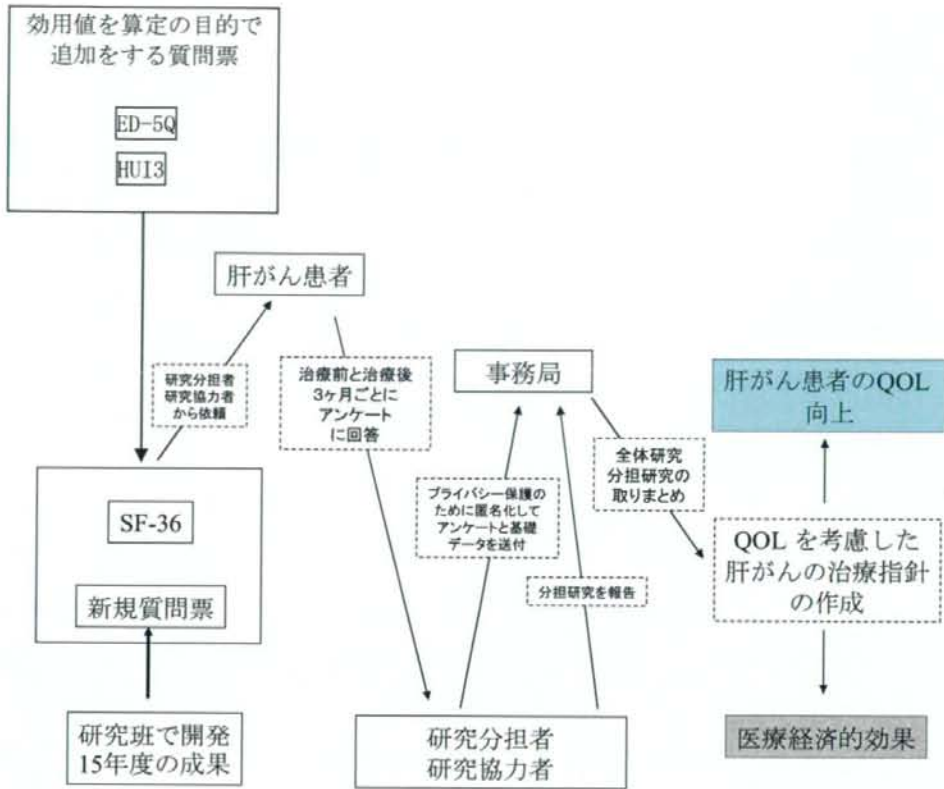 効用値を算定の目的で
追加をする質問票
ED-5Q
HUI3
肝がん患者
研究分担者
研究協力者
から依頼
治療前と治療後
3ヶ月ごとに
アンケート
に回答
事務局
肝がん患者のQOL
向上
全体研究
分担研究の
取りまとめ
SF-36
新規質問票
プライバシー保護の
ために匿名化して
アンケートと基礎
データを送付
分担研究を報告
QOL を考慮した
肝がんの治療指針
の作成
研究班で開発
15年度の成果
研究分担者
研究協力者
医療経済的効果